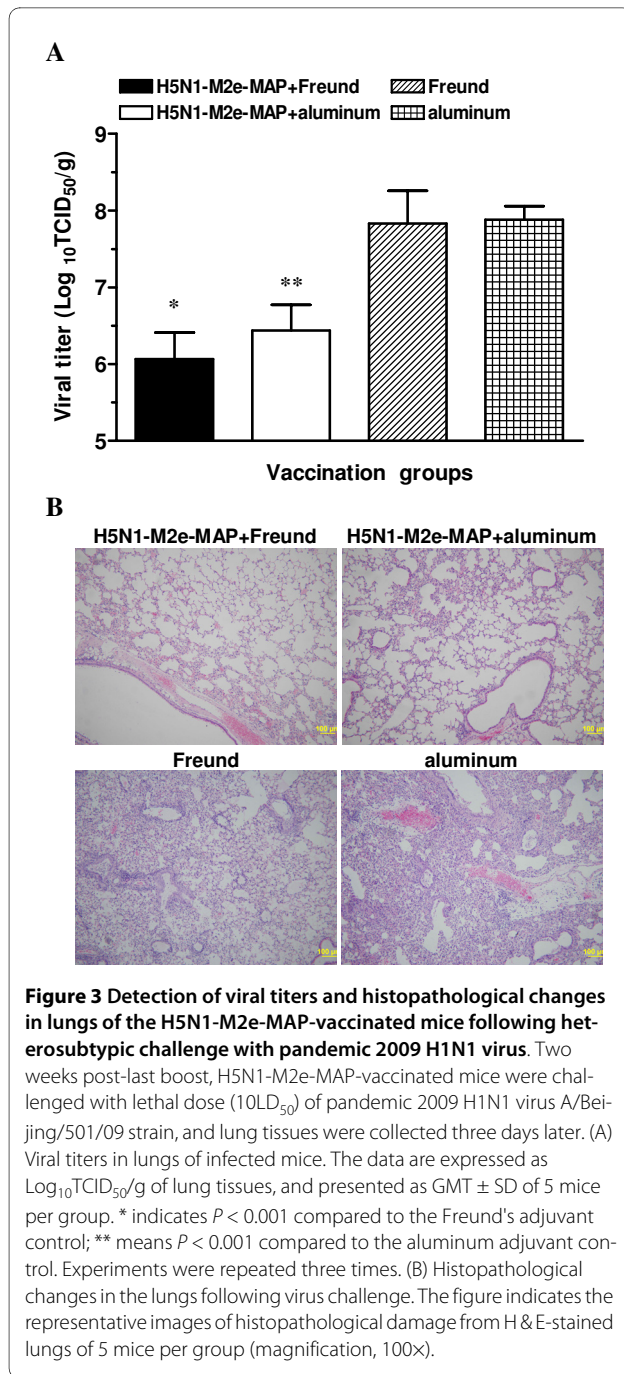 A
H5N1-M2e-MAP+Freund Freund
H5N1-M2e-MAP+aluminum aluminum
Viral titer (Log 10TCID50/g)
9
8
7
6
5
*
**
Vaccination groups
B
H5N1-M2e-MAP+Freund H5N1-M2e-MAP+aluminum
100 µm
100 µm
Freund aluminum
100 µm
100 µm
Figure 3 Detection of viral titers and histopathological changes
in lungs of the H5N1-M2e-MAP-vaccinated mice following het-
erosubtypic challenge with pandemic 2009 H1N1 virus. Two
weeks post-last boost, H5N1-M2e-MAP-vaccinated mice were chal-
lenged with lethal dose (10LD50) of pandemic 2009 H1N1 virus A/Bei-
jing/501/09 strain, and lung tissues were collected three days later. (A)
Viral titers in lungs of infected mice. The data are expressed as
Log10TCID50/g of lung tissues, and presented as GMT ± SD of 5 mice
per group. * indicates P < 0.001 compared to the Freund's adjuvant
control; ** means P < 0.001 compared to the aluminum adjuvant con-
trol. Experiments were repeated three times. (B) Histopathological
changes in the lungs following virus challenge. The figure indicates the
representative images of histopathological damage from H & E-stained
lungs of 5 mice per group (magnification, 100×).